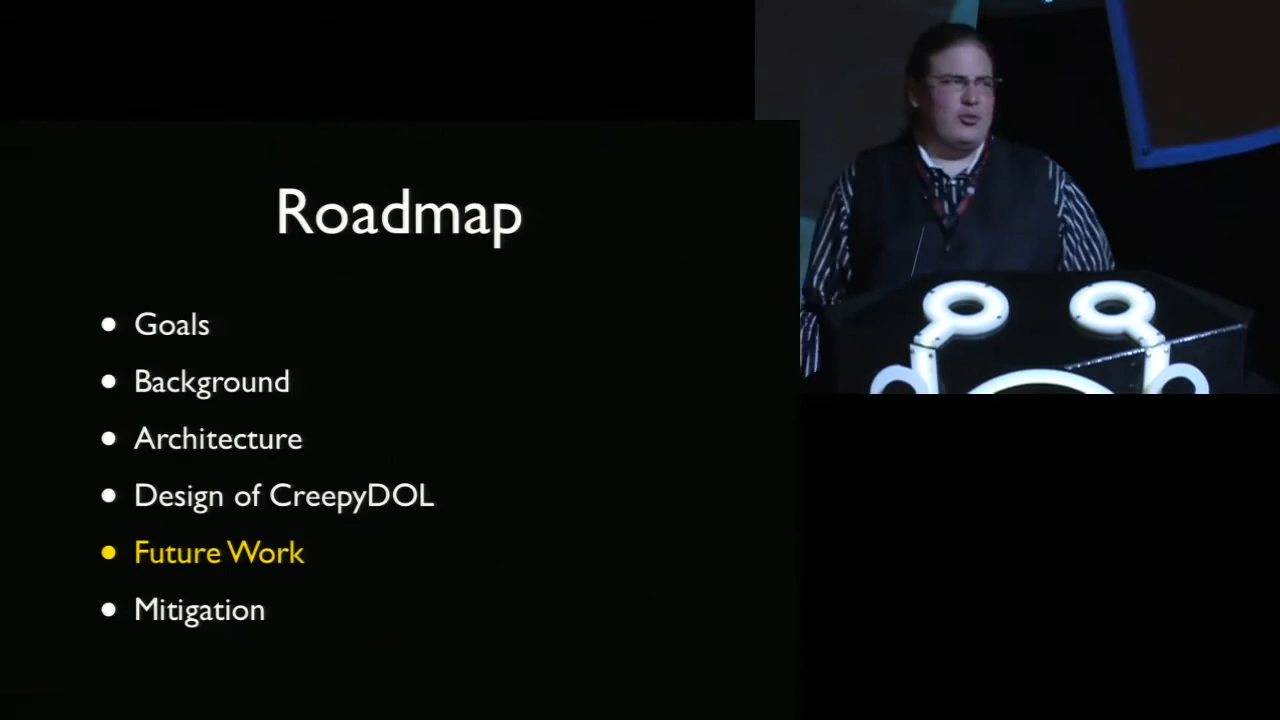 Roadmap
Goals
Background
Architecture
Design of CreepyDOL
Future Work
Mitigation